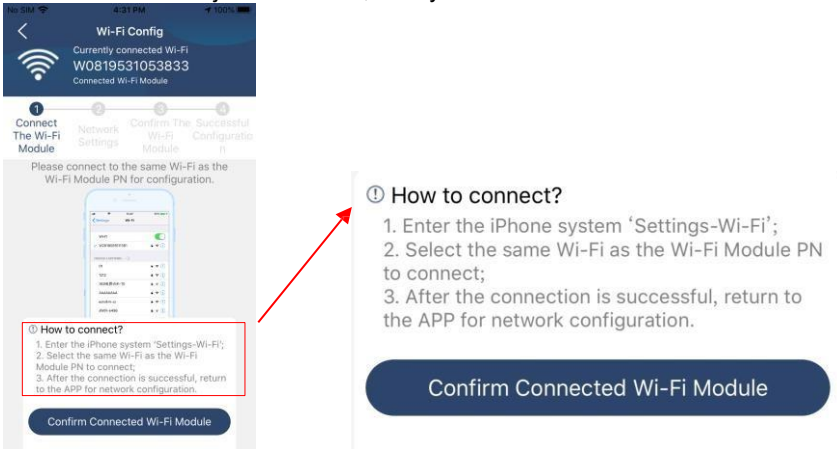 No SIM 4:31 PM 100%
Wi-Fi Config
Currently connected Wi-Fi
W0819531053833
Connected Wi-Fi Module
1 2 3 4
Connect
The Wi-Fi
Module
Network
Settings
Confirm The
Wi-Fi
Module
Successful
Configuratio
n
Please connect to the same Wi-Fi as the
Wi-Fi Module PN for configuration.
How to connect?
1. Enter the iPhone system 'Settings-Wi-Fi';
2. Select the same Wi-Fi as the Wi-Fi
Module PN to connect;
3. After the connection is successful, return
to the APP for network configuration.
Confirm Connected Wi-Fi Module
How to connect?
1. Enter the iPhone system ‘Settings-Wi-Fi’;
2. Select the same Wi-Fi as the Wi-Fi Module PN
to connect;
3. After the connection is successful, return to
the APP for network configuration.
Confirm Connected Wi-Fi Module